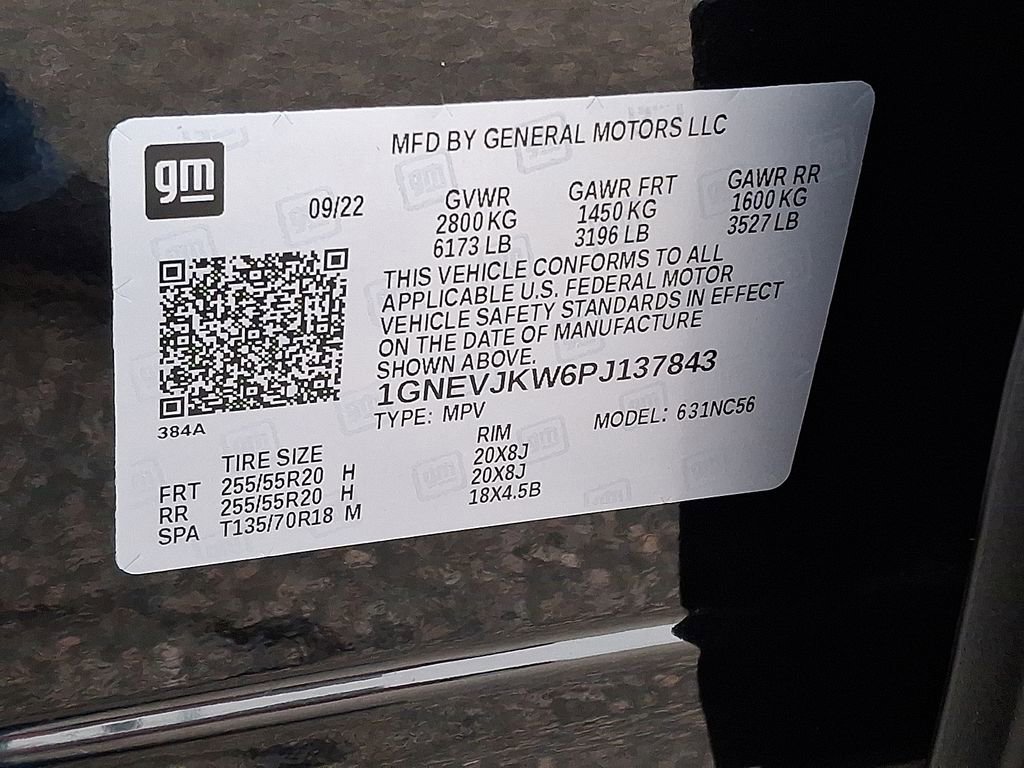 gm
MFD BY GENERAL MOTORS LLC
09/22
GVWR GAWR FRT GAWR RR
2800 KG 1450 KG 1600 KG
6173 LB 3196 LB 3527 LB
THIS VEHICLE CONFORMS TO ALL
APPLICABLE U.S. FEDERAL MOTOR
VEHICLE SAFETY STANDARDS IN EFFECT
ON THE DATE OF MANUFACTURE
SHOWN ABOVE.
1GNEVJKW6PJ137843
TYPE: MPV MODEL: 631NC56
384A
TIRE SIZE RIM
FRT 255/55R20 H 20X8J
RR 255/55R20 H 20X8J
SPA T135/70R18 M 18X4.5B